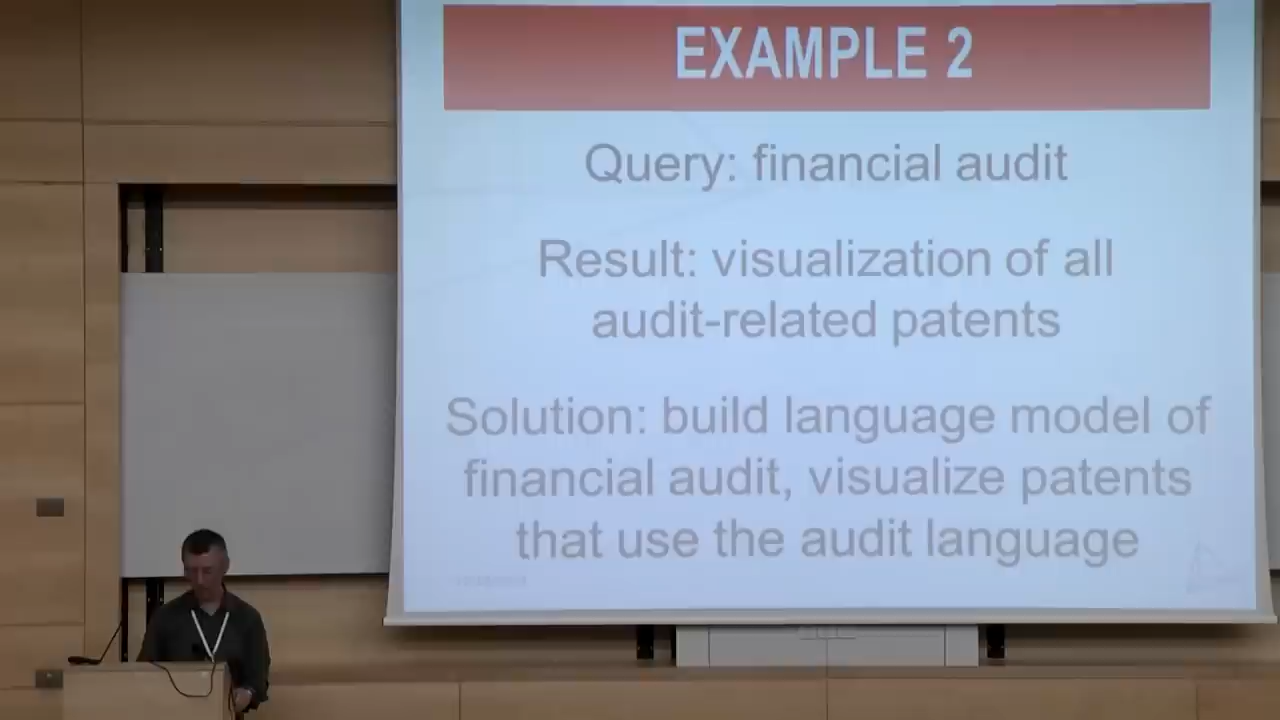 EXAMPLE 2
Query: financial audit
Result: visualization of all
audit-related patents
Solution: build language model of
financial audit, visualize patents
that use the audit language